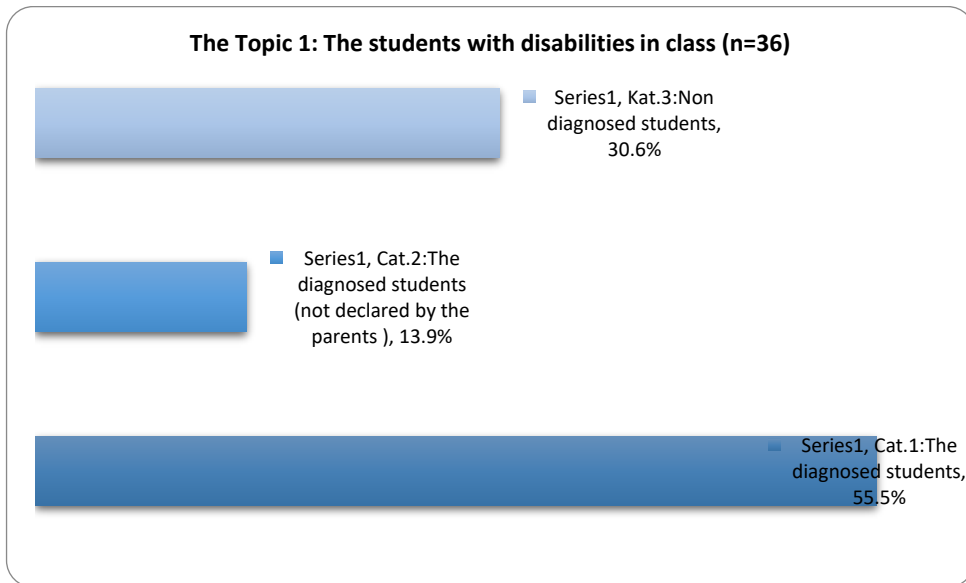 The Topic 1: The students with disabilities in class (n=36)
Series1, Kat.3:Non
diagnosed students,
30.6%
Series1, Cat.2:The
diagnosed students
(not declared by the
parents ), 13.9%
Series1, Cat.1:The
diagnosed students,
55.5%